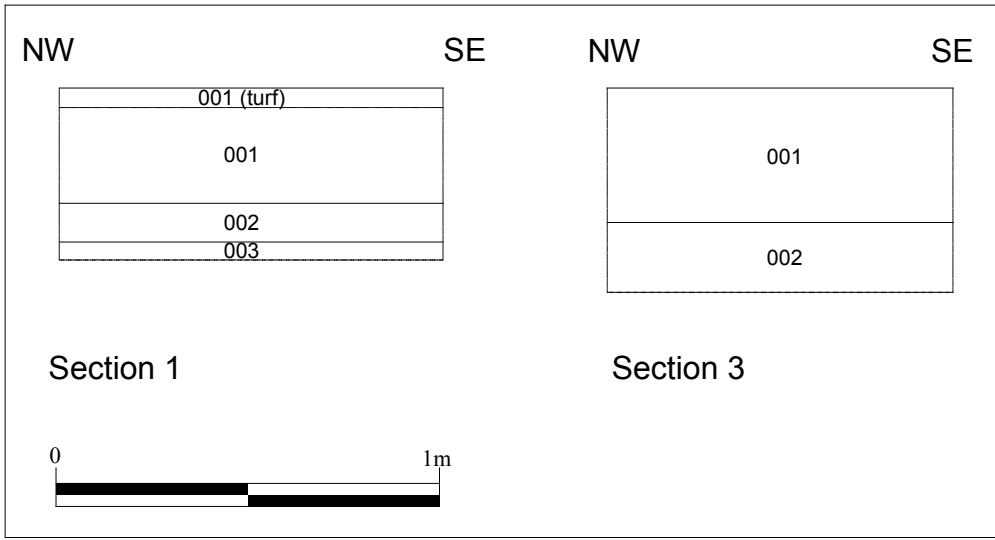 NW SE
001 (turf)
001
002
003
Section 1
NW SE
001
002
Section 3
0 1m